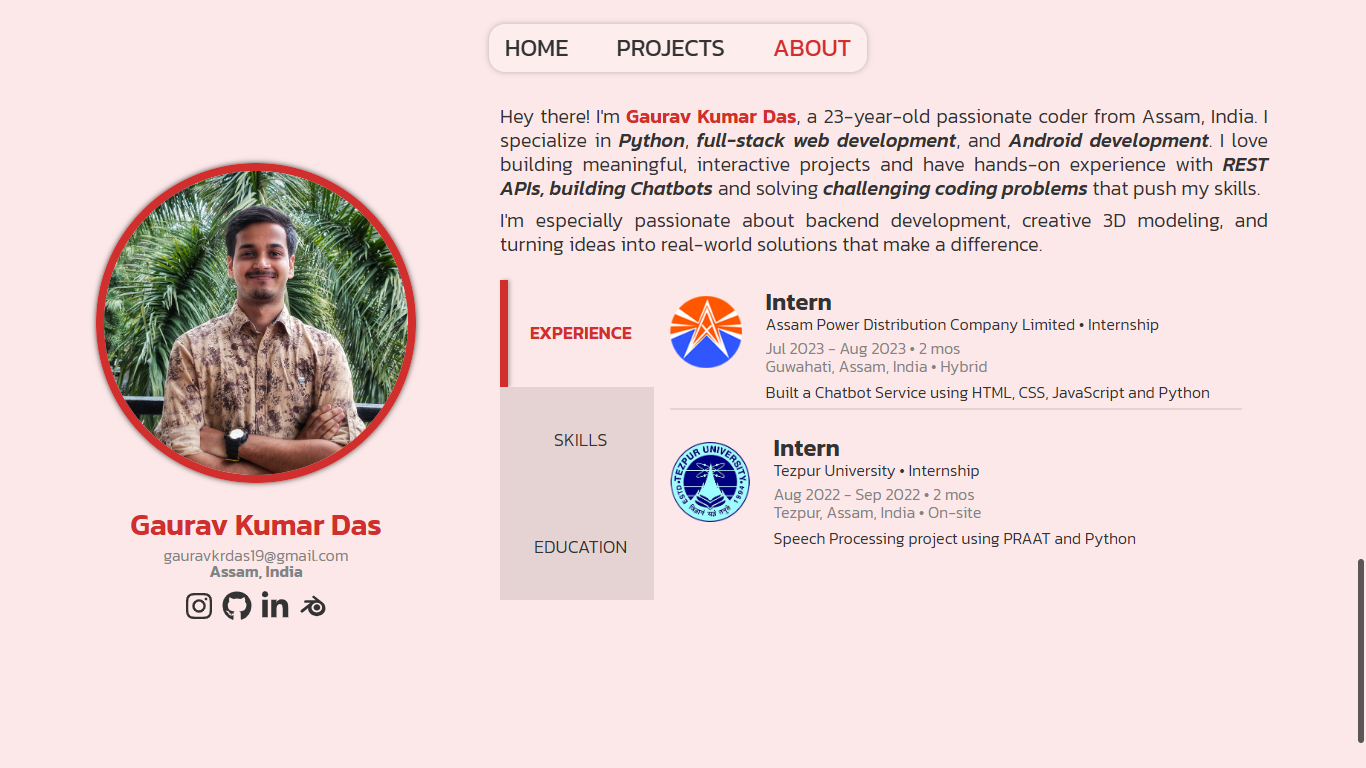 HOME PROJECTS ABOUT
Hey there! I'm Gaurav Kumar Das, a 23-year-old passionate coder from Assam, India. I
specialize in Python, full-stack web development, and Android development. I love
building meaningful, interactive projects and have hands-on experience with REST
APIs, building Chatbots and solving challenging coding problems that push my skills.
I'm especially passionate about backend development, creative 3D modeling, and
turning ideas into real-world solutions that make a difference.
Gaurav Kumar Das
gauravkrdas19@gmail.com
Assam, India
EXPERIENCE
SKILLS
EDUCATION
Intern
Assam Power Distribution Company Limited • Internship
Jul 2023 - Aug 2023 • 2 mos
Guwahati, Assam, India • Hybrid
Built a Chatbot Service using HTML, CSS, JavaScript and Python
TEZPUR UNIVERSITY
ESTD 1994
Intern
Tezpur University • Internship
Aug 2022 - Sep 2022 • 2 mos
Tezpur, Assam, India • On-site
Speech Processing project using PRAAT and Python